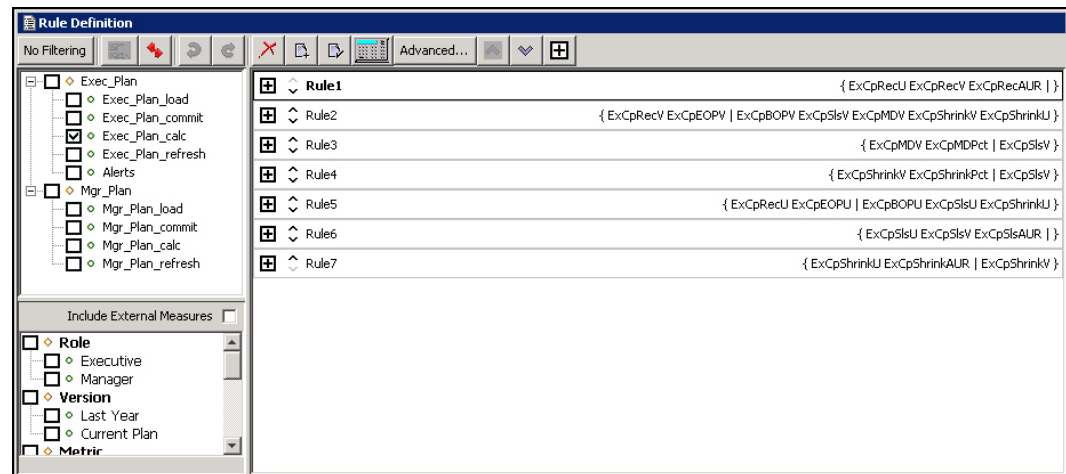 Rule Definition
No Filtering Advanced...
Exec_Plan
Exec_Plan_load
Exec_Plan_commit
Exec_Plan_calc
Exec_Plan_refresh
Alerts
Mgr_Plan
Mgr_Plan_load
Mgr_Plan_commit
Mgr_Plan_calc
Mgr_Plan_refresh
Include External Measures
Role
Executive
Manager
Version
Last Year
Current Plan
Metric
Rule1 { ExCpRecU ExCpRecV ExCpRecAUR | }
Rule2 { ExCpRecV ExCpEOPV | ExCpBOPV ExCpSlsV ExCpMDV ExCpShrinkV ExCpShrinkU }
Rule3 { ExCpMDV ExCpMDPct | ExCpSlsV }
Rule4 { ExCpShrinkV ExCpShrinkPct | ExCpSlsV }
Rule5 { ExCpRecU ExCpEOPU | ExCpBOPU ExCpSlsU ExCpShrinkU }
Rule6 { ExCpSlsU ExCpSlsV ExCpSlsAUR | }
Rule7 { ExCpShrinkU ExCpShrinkAUR | ExCpShrinkV }